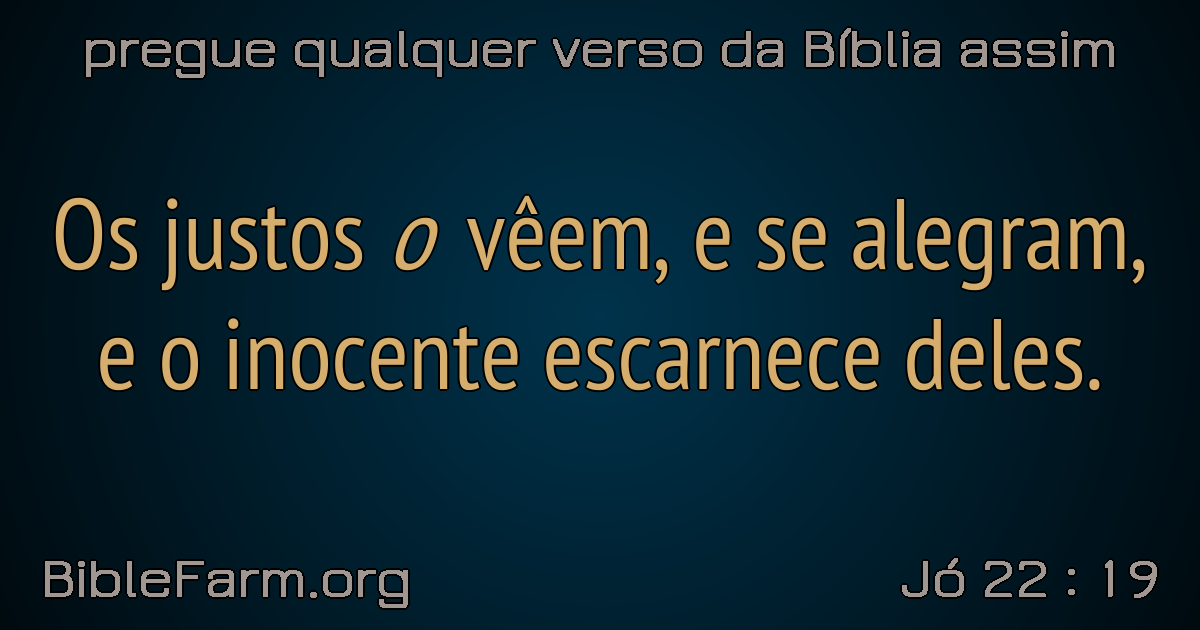 pregue qualquer verso da Bíblia assim
Os justos o vêem, e se alegram,
e o inocente escarnece deles.
BibleFarm.org
Jó 22 : 19